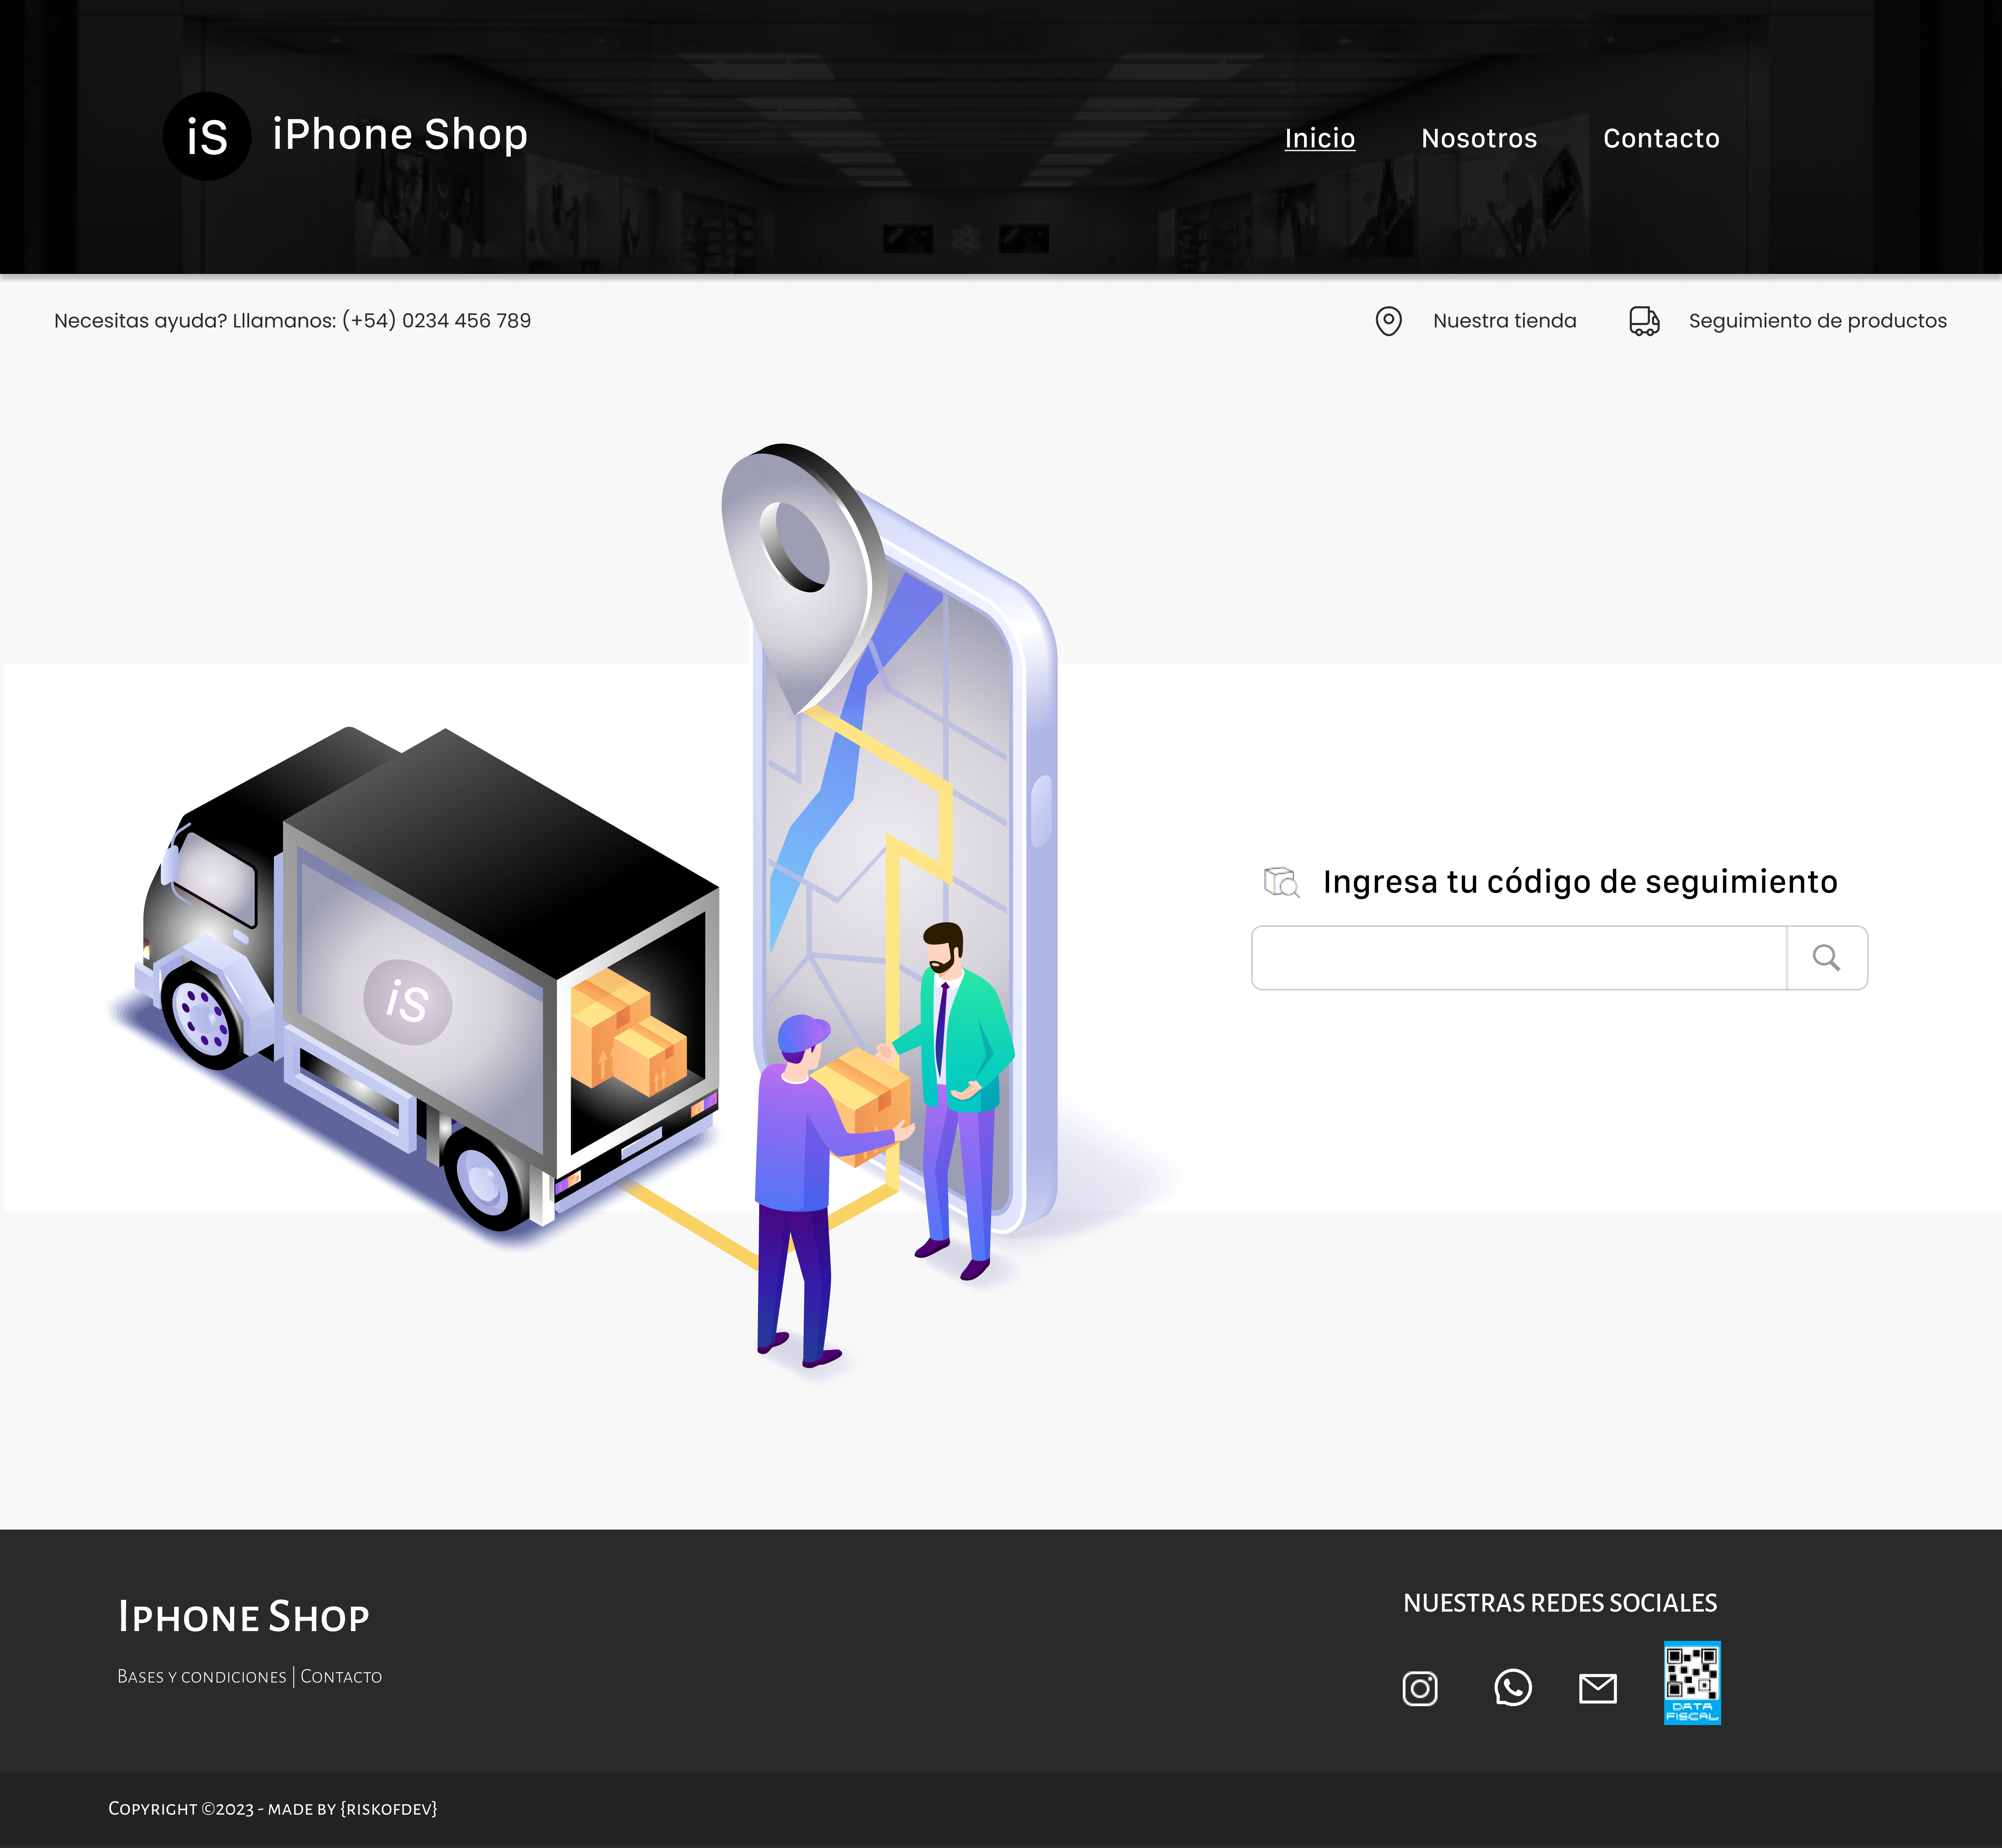 iS iPhone Shop
Inicio Nosotros Contacto
Necesitas ayuda? Lllamanos: (+54) 0234 456 789
Nuestra tienda Seguimiento de productos
Ingresa tu código de seguimiento
iS
Iphone Shop
Bases y condiciones | Contacto
NUESTRAS REDES SOCIALES
DATA
FISCAL
Copyright ©2023 - made by {riskofdev}